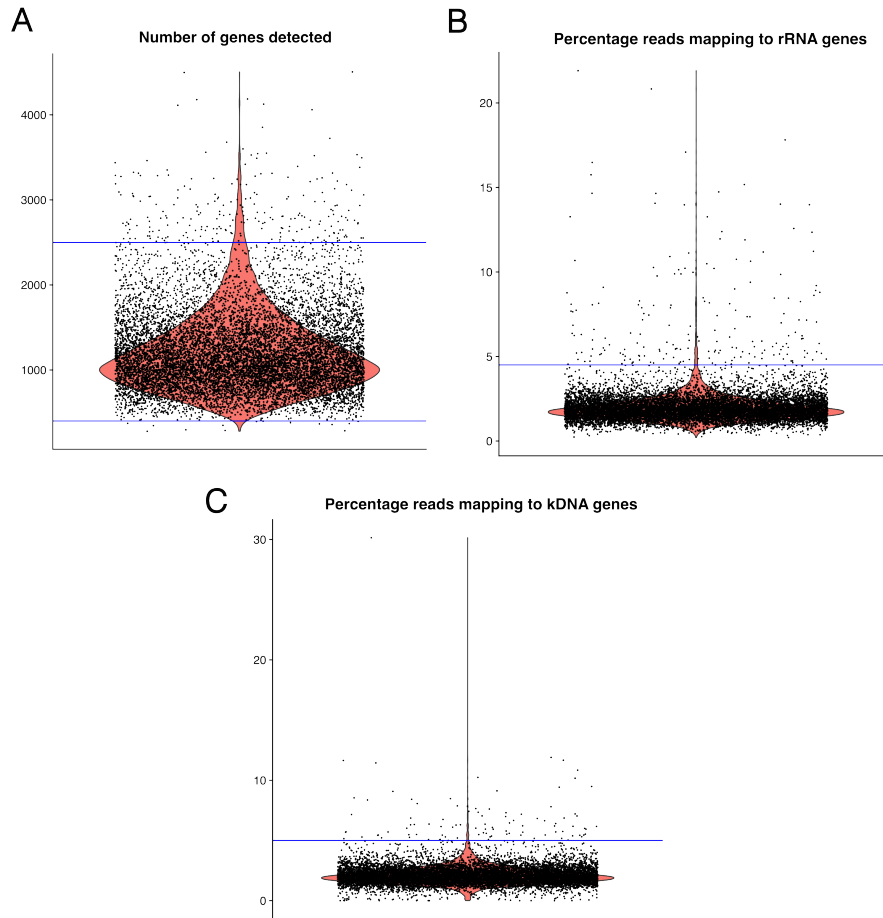 A
Number of genes detected
4000
3000
2000
1000
B
Percentage reads mapping to rRNA genes
20
15
10
5
0
C
Percentage reads mapping to kDNA genes
30
20
10
0